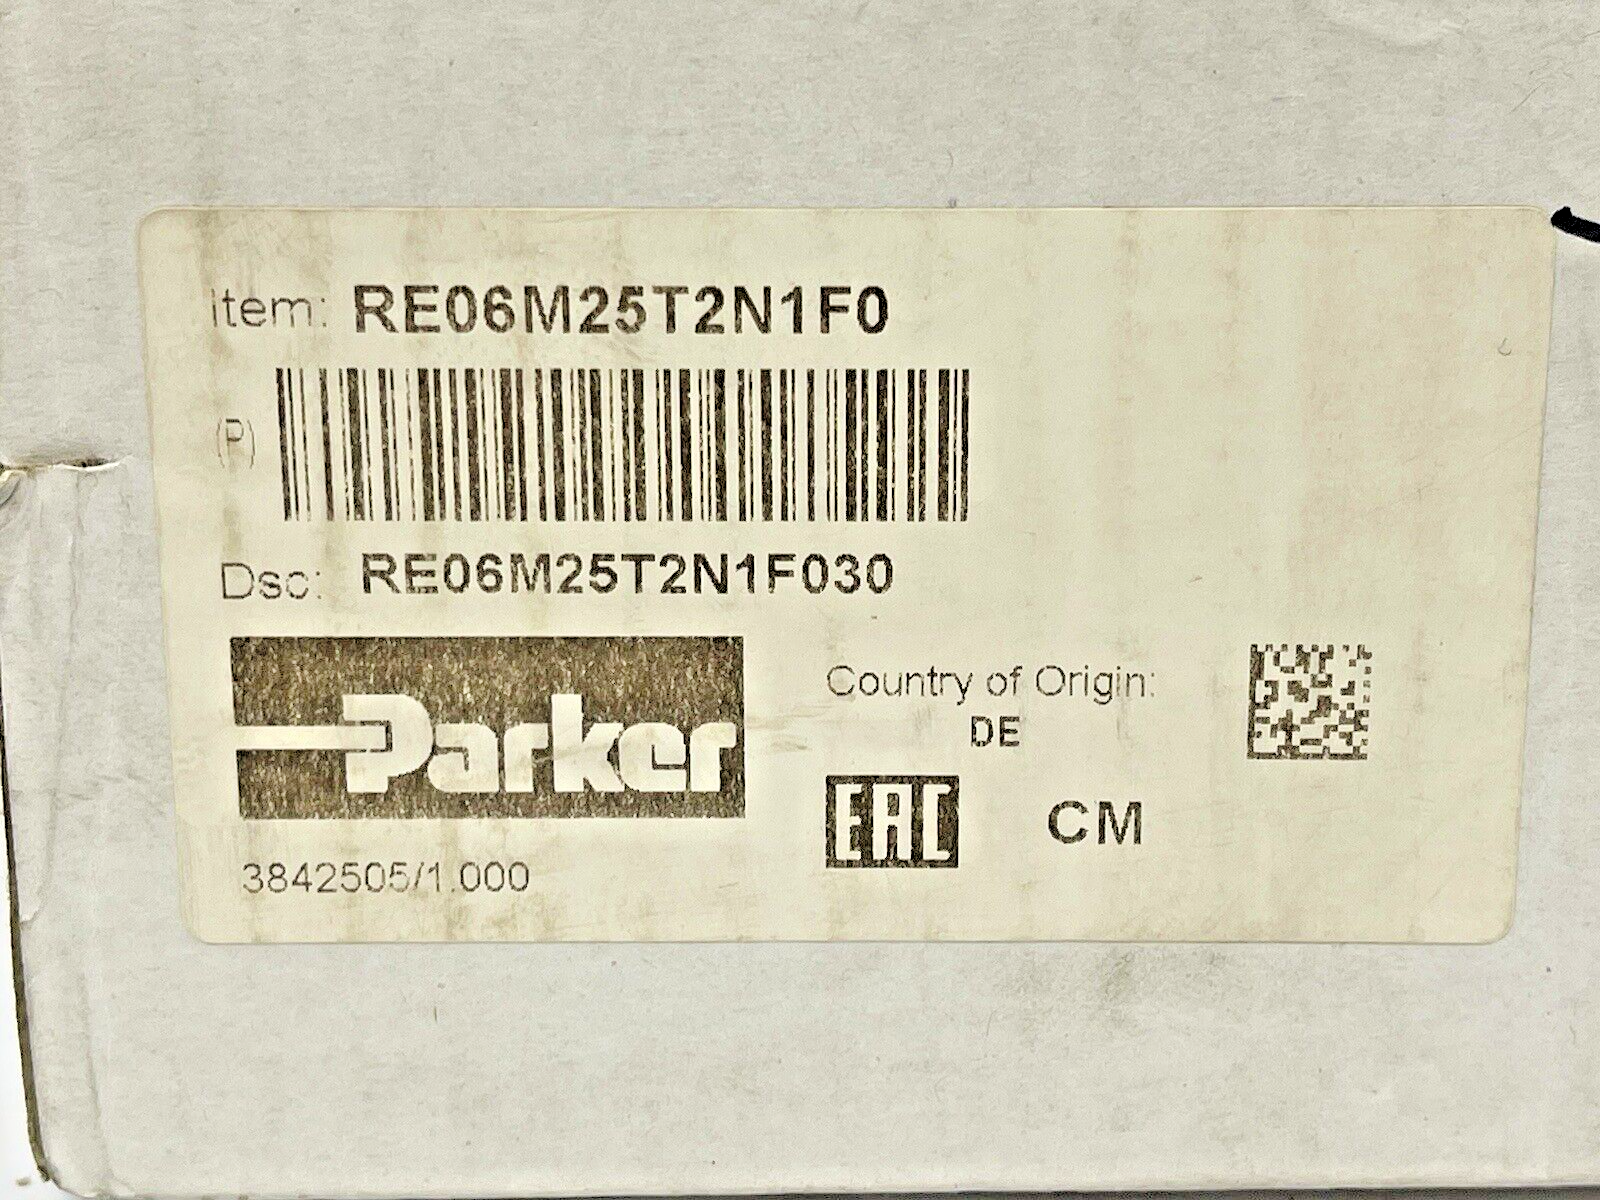 Item: RE06M25T2N1F0
(P)
Dsc: RE06M25T2N1F030
Parker
Country of Origin:
DE
EAC CM
3842505/1.000